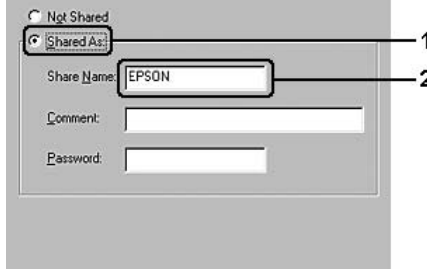 Not Shared
Shared As: 1
Share Name: EPSON 2
Comment:
Password: